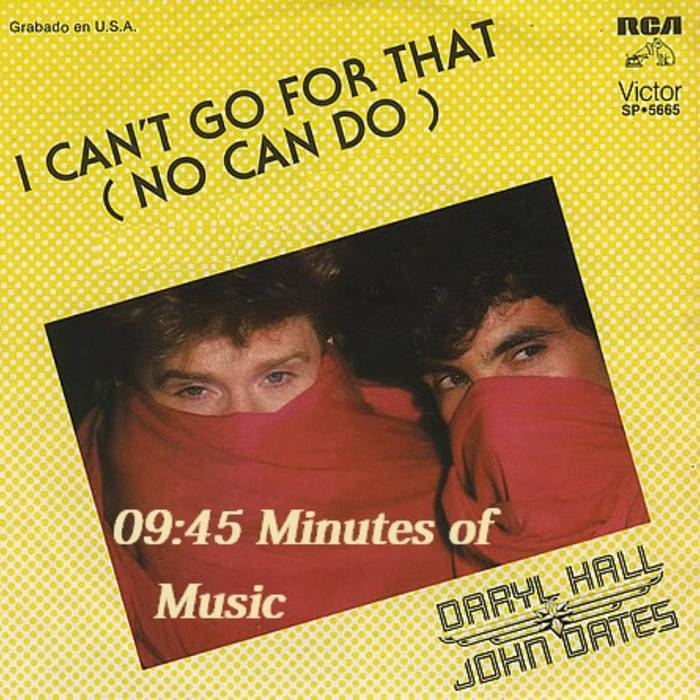 Grabado en U.S.A.
RCA
Victor
SP•5665
I CAN'T GO FOR THAT
( NO CAN DO )
09:45 Minutes of
Music
DARYL HALL
JOHN OATES